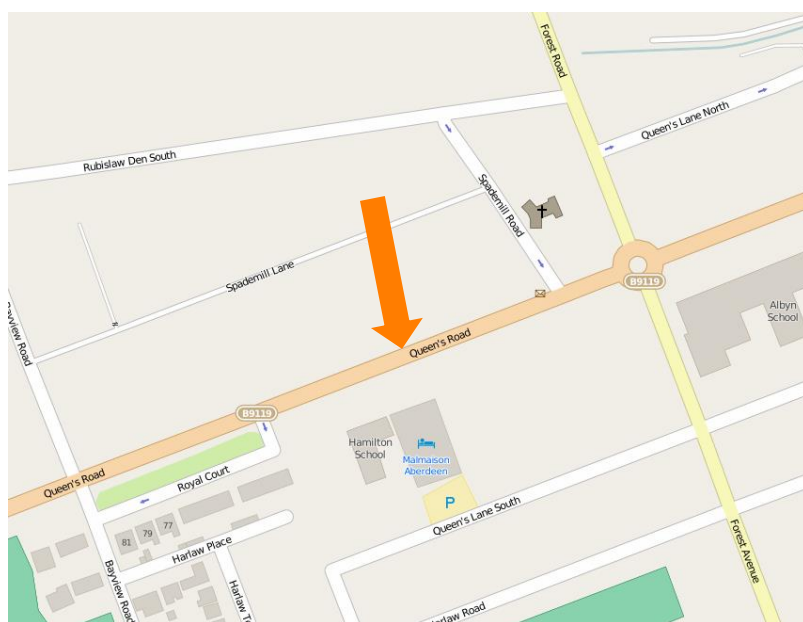 Forest Road
Queen's Lane North
Rubislaw Den South
Spademill Road
Spademill Lane
B9119
Albyn
School
Bayview Road
Queen's Road
B9119
Hamilton
School
Malmaison
Aberdeen
Queen's Road
Royal Court
P
Queen's Lane South
77
79
81
Harlaw Place
Forest Avenue
Bayview Road
Harlaw
Harlaw Road